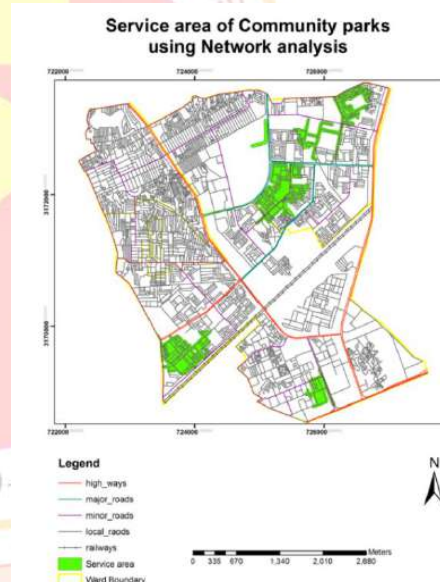 Service area of Community parks
using Network analysis
722000 724000 726000
3172000
3170000
722000 724000 726000
Legend
high_ways
major_roads
minor_roads
local_raods
railways
Service area
Ward Boundary
N
Meters
0 335 670 1,340 2,010 2,680